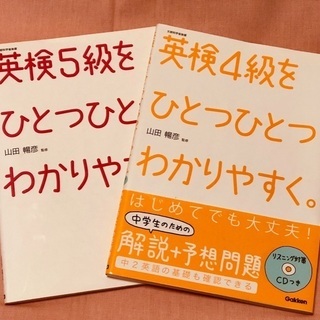 英検5級を
ひとつひと
山田 暢彦 監修
わかりやす
英検4級を
ひとつひとつ
山田 暢彦 監修
わかりやすく。
はじめてでも大丈夫！
中学生のための
解説+予想問題
中2英語の基礎も確認できる
リスニング対策
CDつき
Gakken